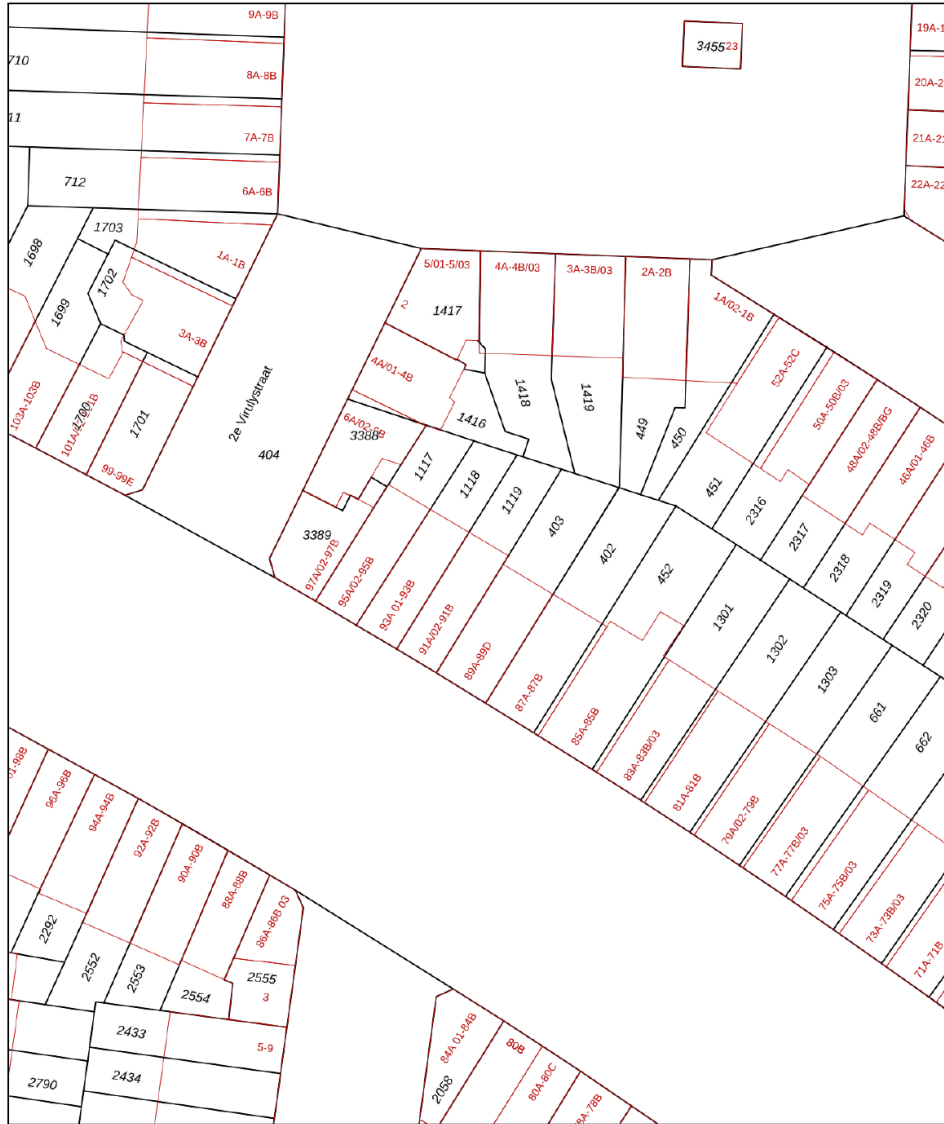 9A-9B
3455 23
710
8A-8B
11
7A-7B
21A-21
712
6A-6B
22A-22
1703
1698
1A-1B
1702
5/01-5/03
4A-4B/03
3A-3B/03
2A-2B
1699
2
1417
1A/02-1B
3A-3B
4A/01-4B
52A-52C
103A-103B
1700
1701
2e Virulystraat
1418
1419
50A-50B/03
6A/02-6B
3388
1416
449
450
48A/02-48B/BG
46A/01-46B
404
99-99E
1117
1118
1119
403
451
2316
2317
3389
402
452
2318
2319
2320
97A/02-97B
95A/02-95B
93A 01-93B
91A/02-91B
89A-89D
87A-87B
85A-85B
1301
1302
1303
661
662
83A-83B/03
81A-81B
79A/02-79B
77A-77B/03
75A-75B/03
73A-73B/03
71A-71B
96A-96B
94A-94B
92A-92B
90A-90B
88A-88B
86A-86B 03
2292
2552
2553
2554
2555
3
2433
5-9
2434
2790
84A 01-84B
80B
80A-80C
2058